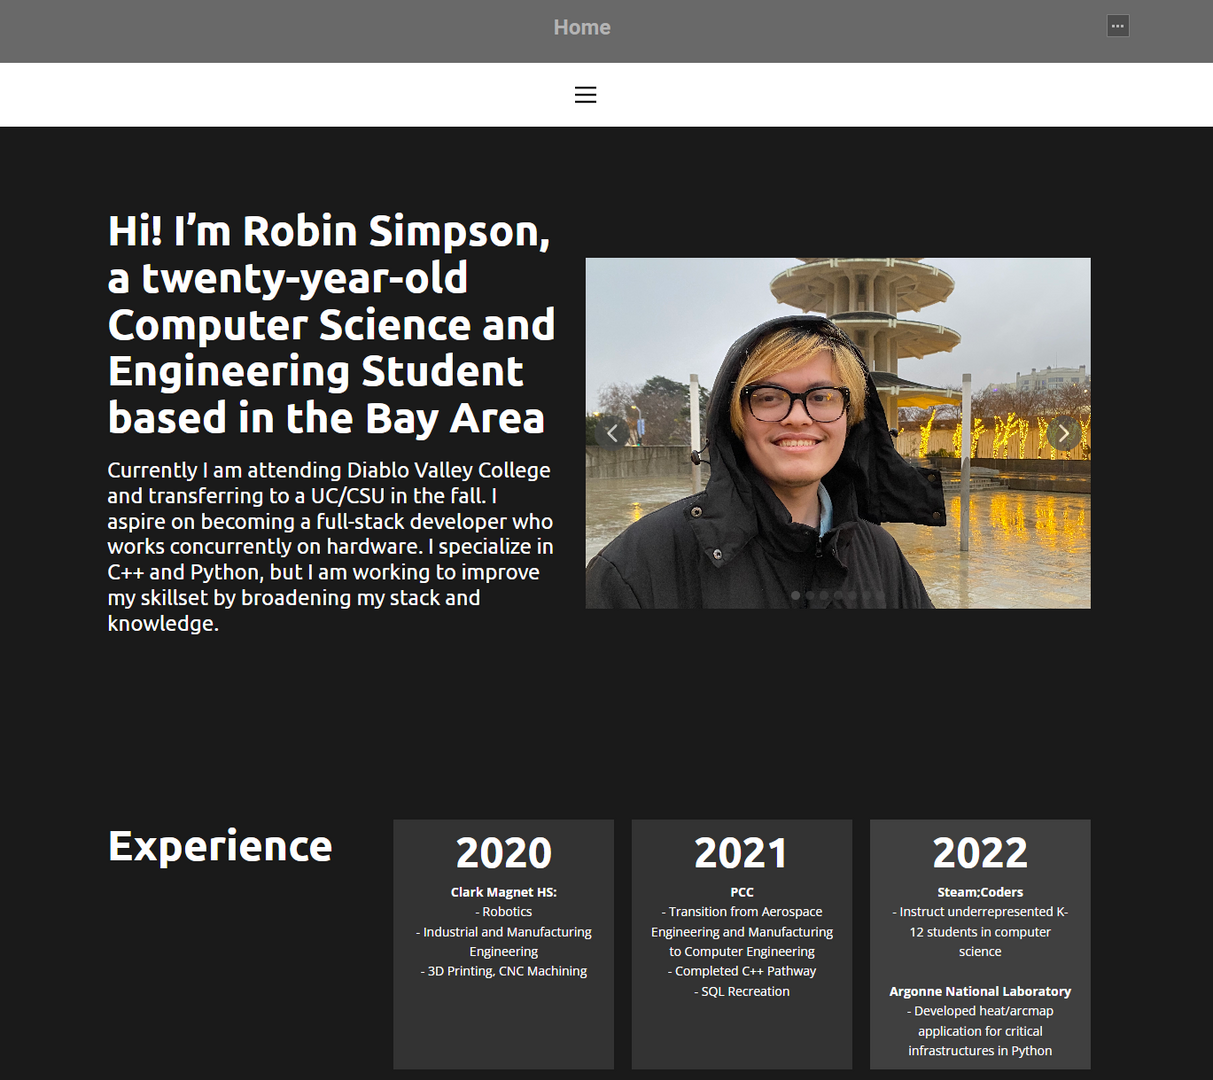 Home
Hi! I’m Robin Simpson,
a twenty-year-old
Computer Science and
Engineering Student
based in the Bay Area
Currently I am attending Diablo Valley College
and transferring to a UC/CSU in the fall. I
aspire on becoming a full-stack developer who
works concurrently on hardware. I specialize in
C++ and Python, but I am working to improve
my skillset by broadening my stack and
knowledge.
Experience
2020
Clark Magnet HS:
- Robotics
- Industrial and Manufacturing
Engineering
- 3D Printing, CNC Machining
2021
PCC
- Transition from Aerospace
Engineering and Manufacturing
to Computer Engineering
- Completed C++ Pathway
- SQL Recreation
2022
Steam;Coders
- Instruct underrepresented K-
12 students in computer
science
Argonne National Laboratory
- Developed heat/arcmap
application for critical
infrastructures in Python